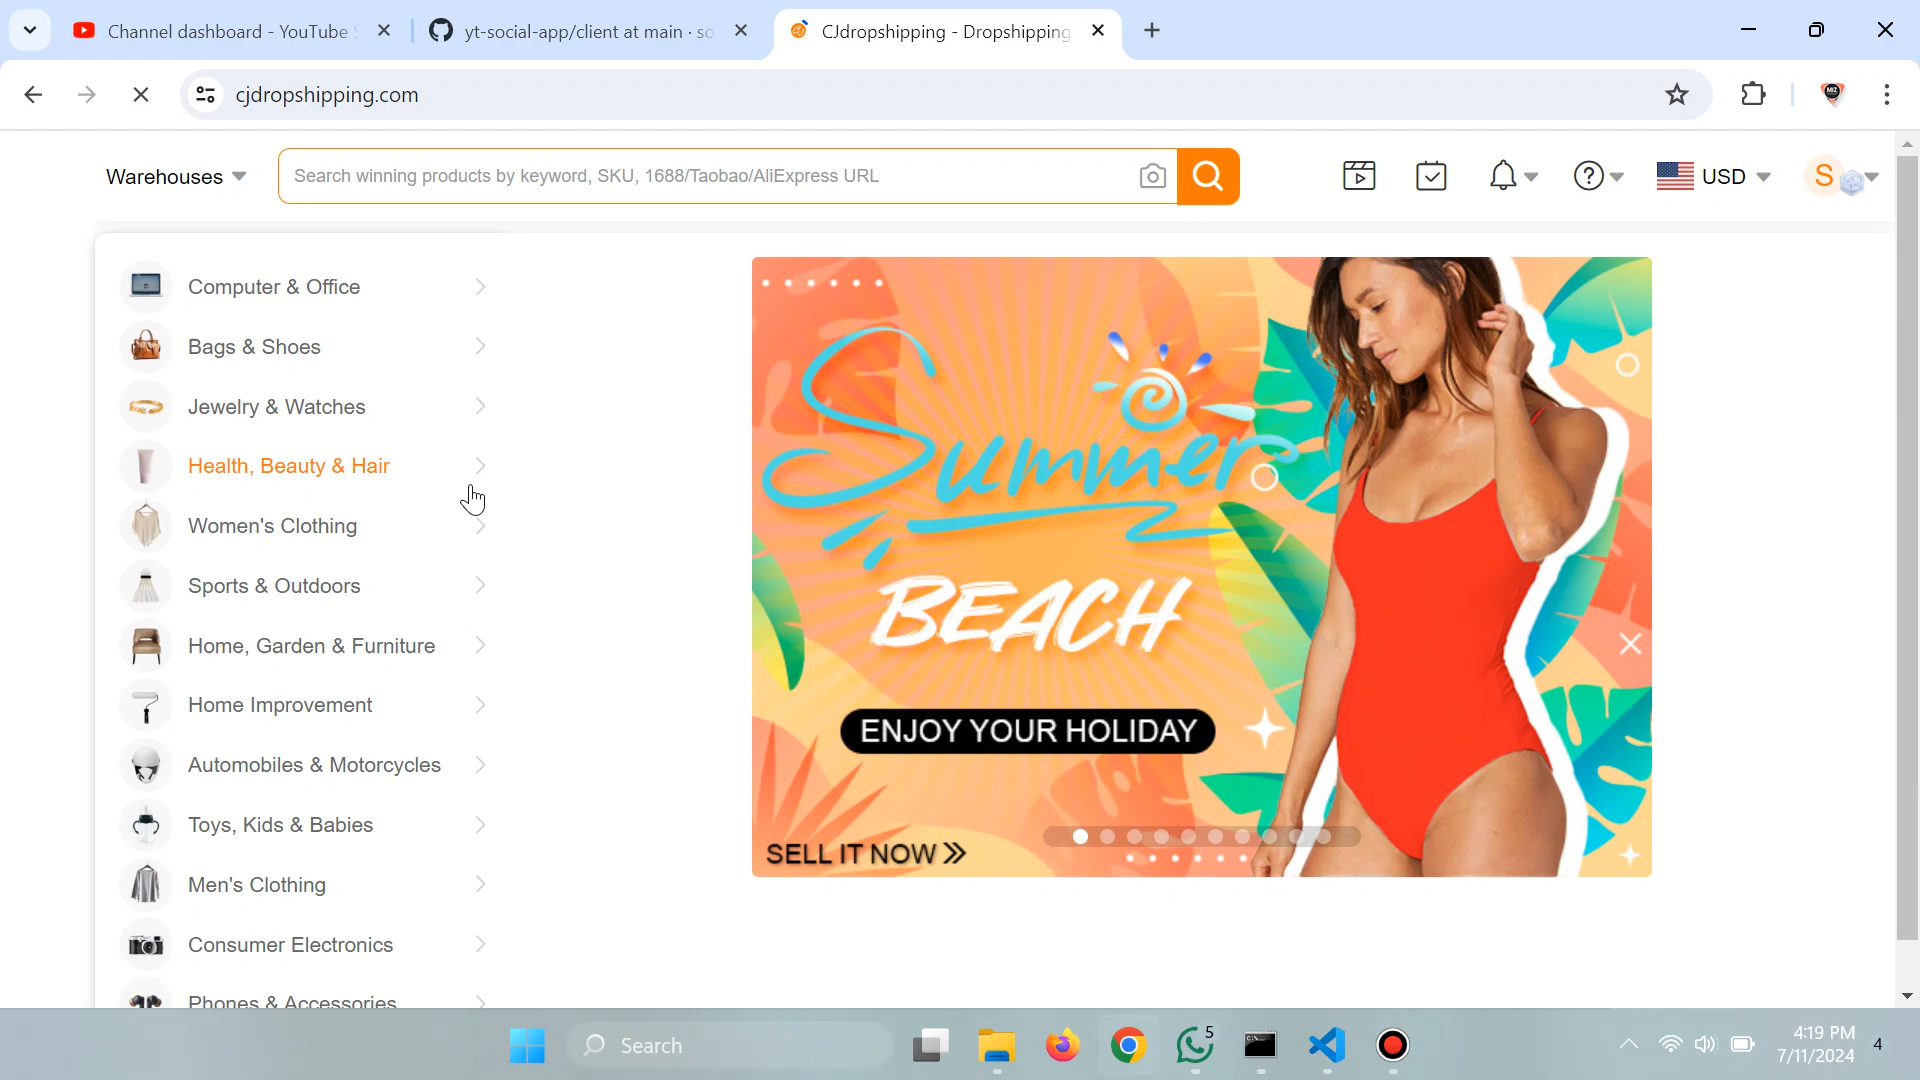 Channel dashboard - YouTube
yt-social-app/client at main · so
CJdropshipping - Dropshipping
cjdropshipping.com
Warehouses
Search winning products by keyword, SKU, 1688/Taobao/AliExpress URL
USD
S
Computer & Office
Bags & Shoes
Jewelry & Watches
Health, Beauty & Hair
Women's Clothing
Sports & Outdoors
Home, Garden & Furniture
Home Improvement
Automobiles & Motorcycles
Toys, Kids & Babies
Men's Clothing
Consumer Electronics
Phones & Accessories
Summer
BEACH
ENJOY YOUR HOLIDAY
SELL IT NOW
Search
5
4:19 PM
7/11/2024
4